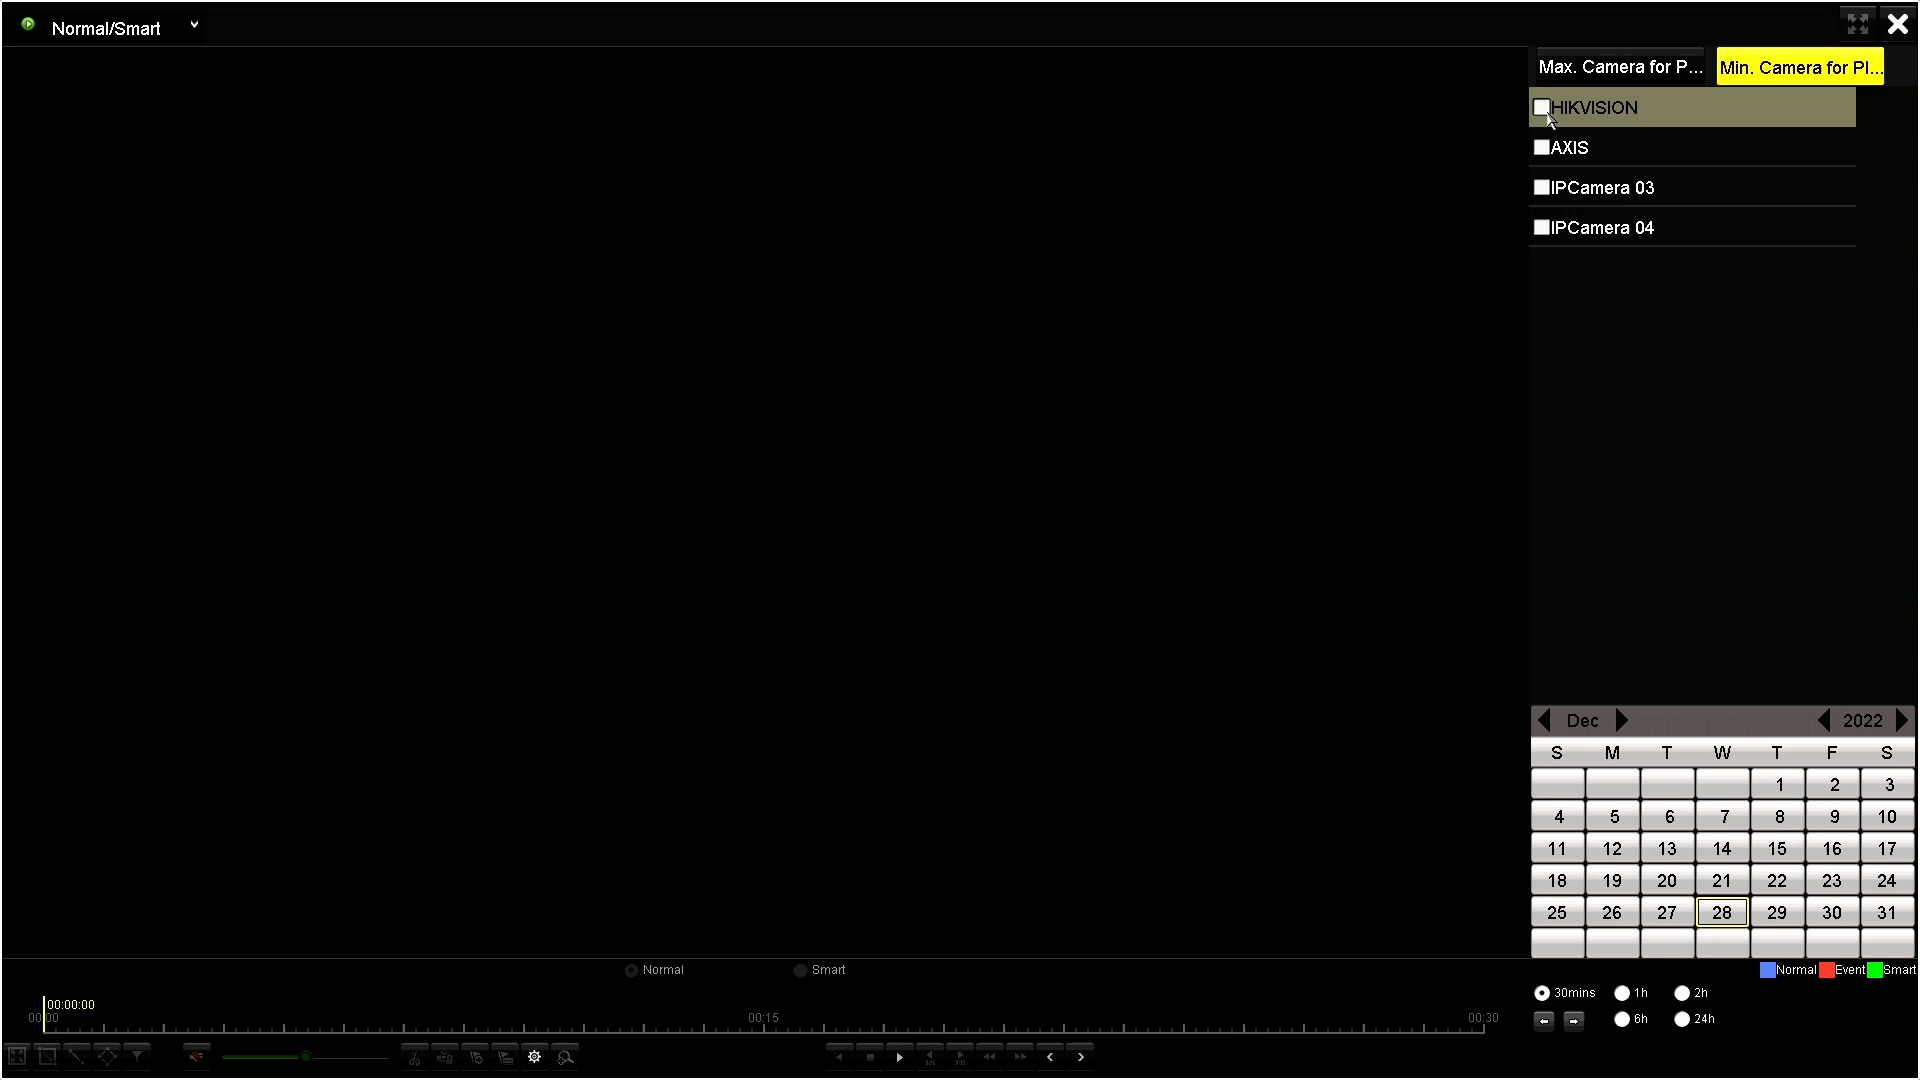 Normal/Smart
Max. Camera for P... Min. Camera for Pl...
HIKVISION
AXIS
IPCamera 03
IPCamera 04
Dec 2022
S M T W T F S
1 2 3
4 5 6 7 8 9 10
11 12 13 14 15 16 17
18 19 20 21 22 23 24
25 26 27 28 29 30 31
Normal Smart
Normal Event Smart
30mins 1h 2h
6h 24h
00:00:00
00:00 00:15 00:30
30S 30S